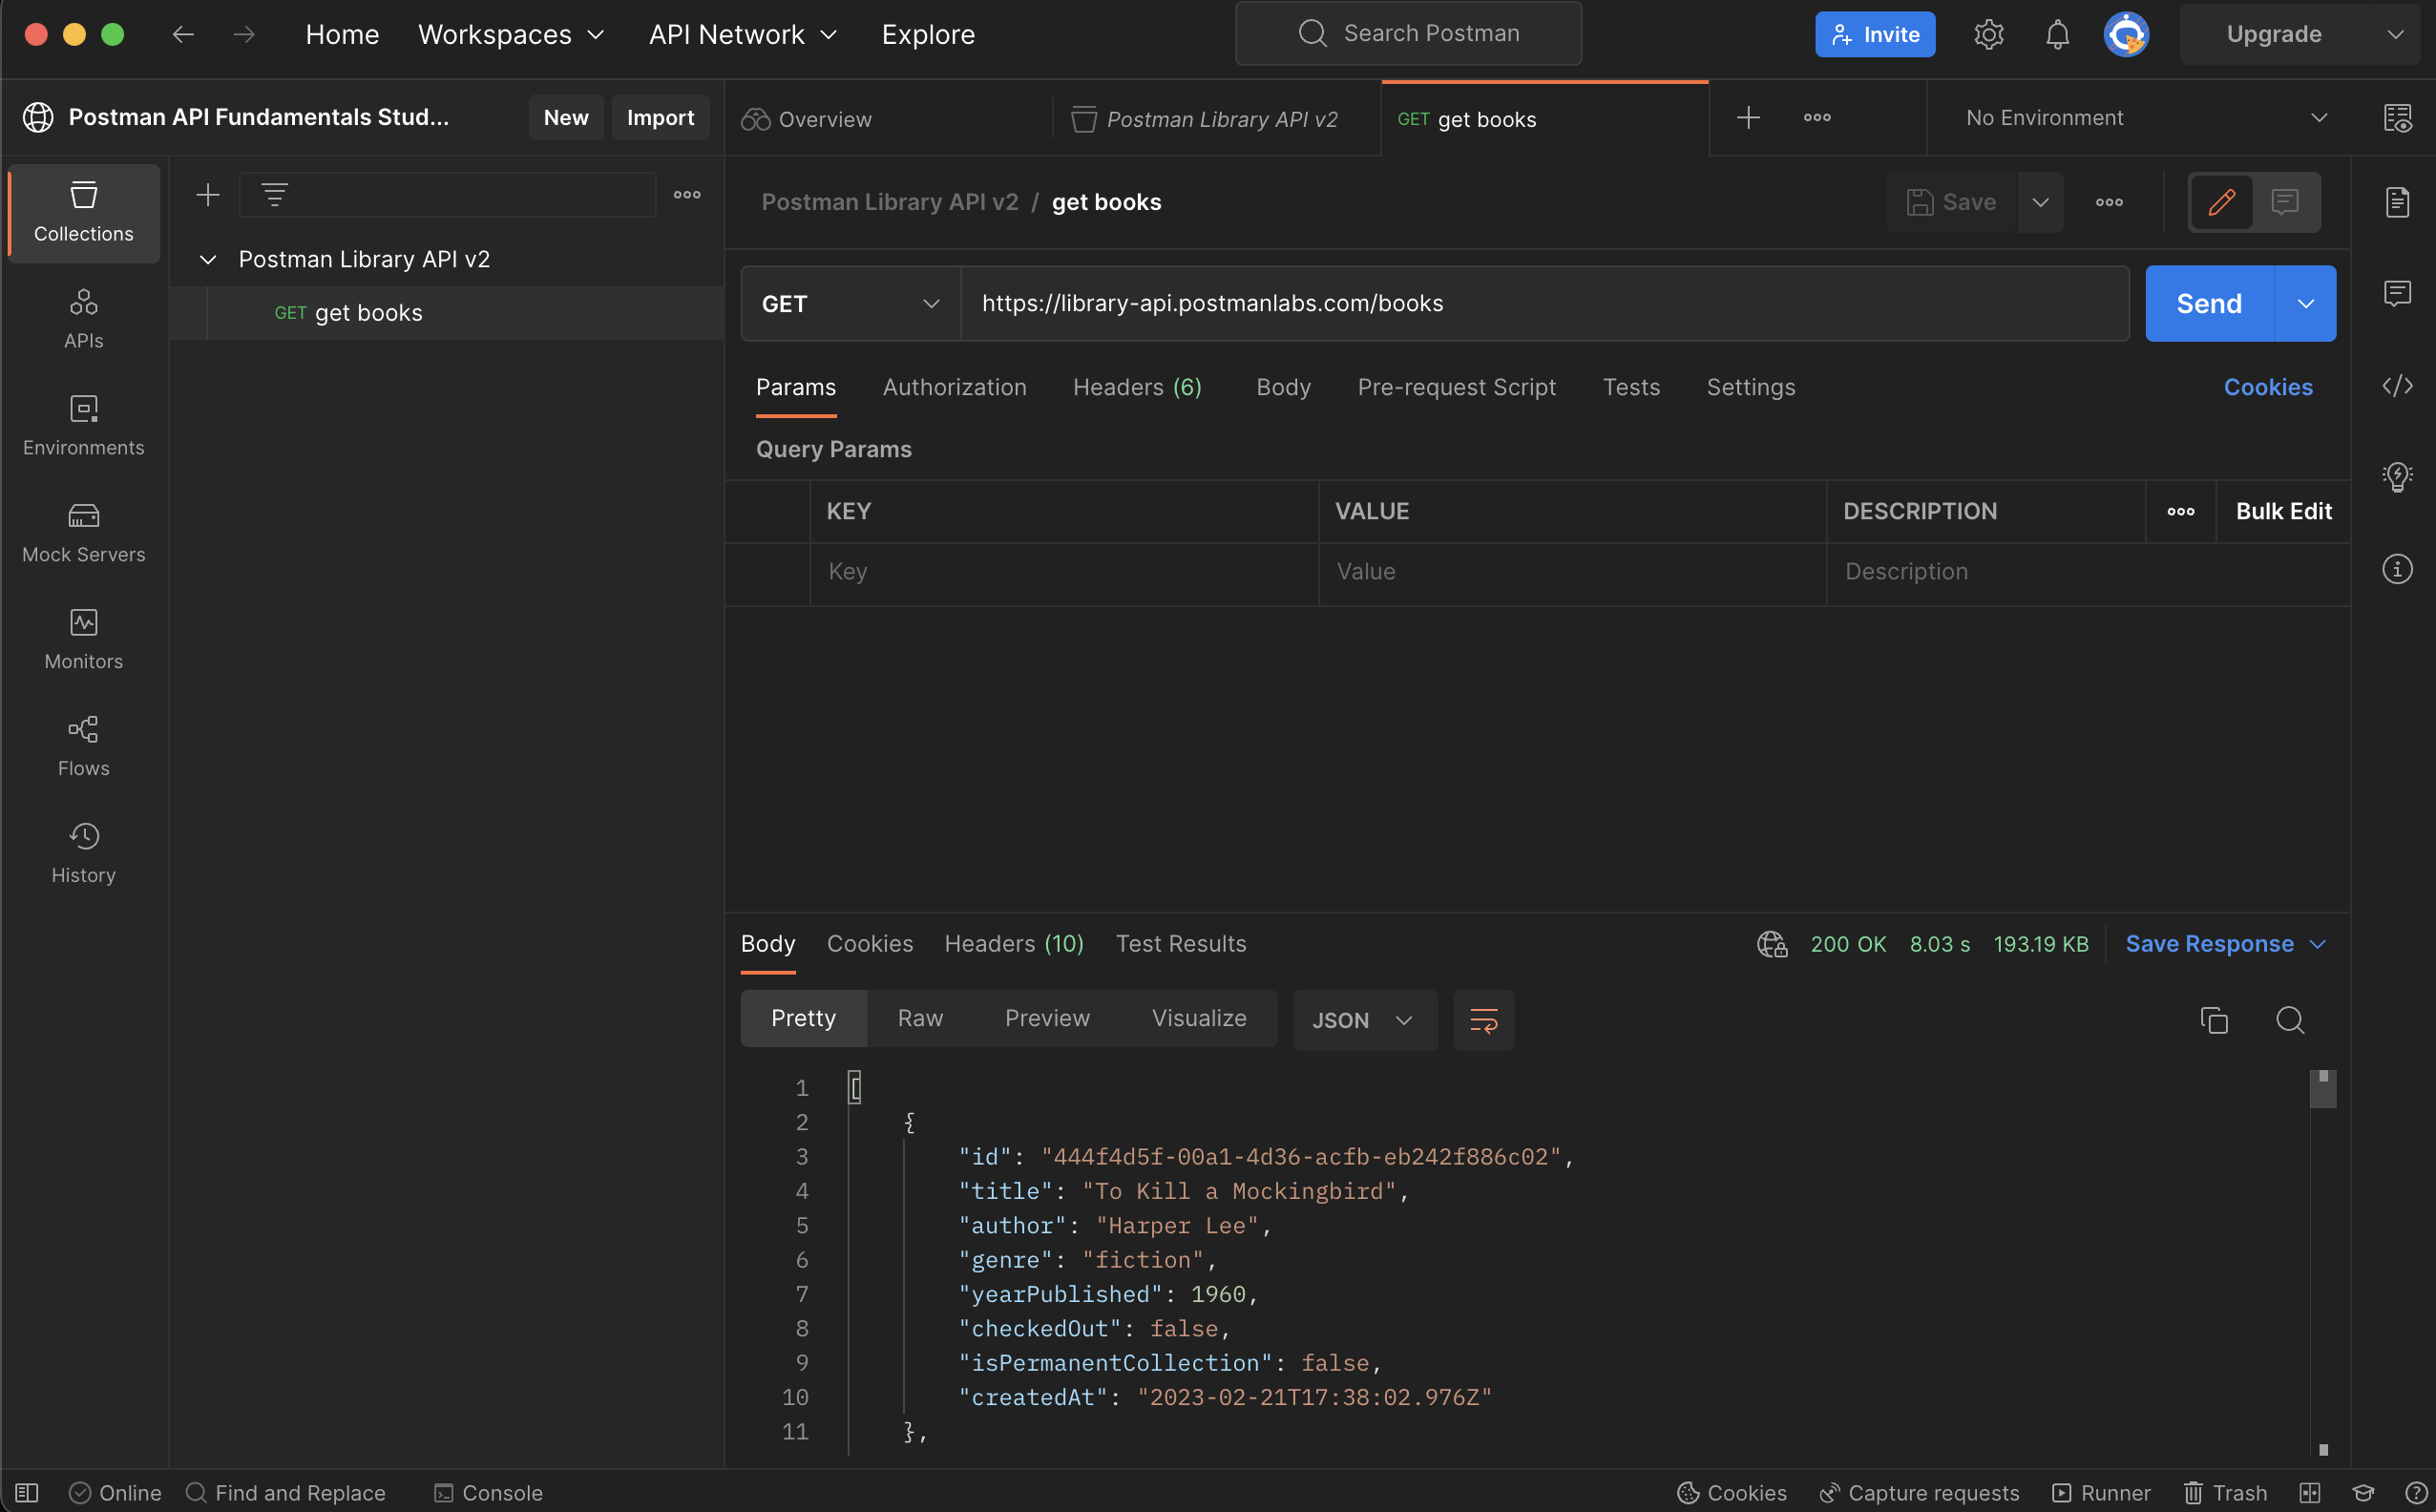 Home Workspaces API Network Explore Search Postman Invite Upgrade
Postman API Fundamentals Stud... New Import
Overview Postman Library API v2 GET get books No Environment
Collections
APIs
Environments
Mock Servers
Monitors
Flows
History
Postman Library API v2
GET get books
Postman Library API v2 / get books Save
GET https://library-api.postmanlabs.com/books Send
Params Authorization Headers (6) Body Pre-request Script Tests Settings Cookies
Query Params
KEY VALUE DESCRIPTION Bulk Edit
Key Value Description
Body Cookies Headers (10) Test Results 200 OK 8.03 s 193.19 KB Save Response
Pretty Raw Preview Visualize JSON
1 [
2 {
3 "id": "444f4d5f-00a1-4d36-acfb-eb242f886c02",
4 "title": "To Kill a Mockingbird",
5 "author": "Harper Lee",
6 "genre": "fiction",
7 "yearPublished": 1960,
8 "checkedOut": false,
9 "isPermanentCollection": false,
10 "createdAt": "2023-02-21T17:38:02.976Z"
11 },
Online Find and Replace Console Cookies Capture requests Runner Trash